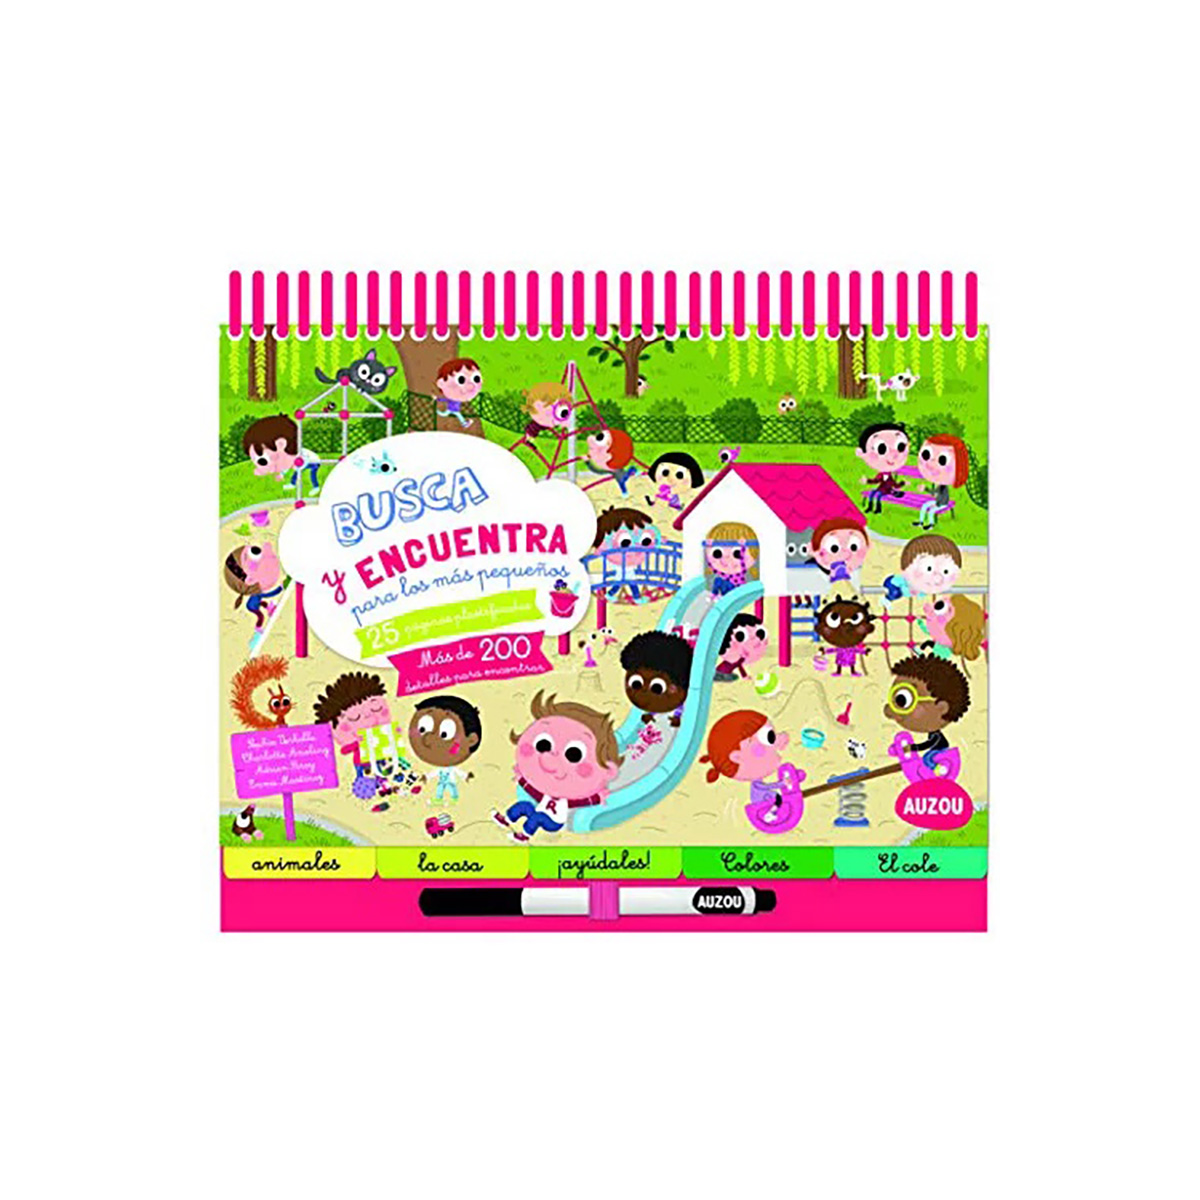 BUSCA
y ENCUENTRA
para los más pequeños
25 páginas plastificadas
Más de 200
detalles para encontrar
R
AUZOU
animales
la casa
¡ayúdales!
Colores
El cole
AUZOU